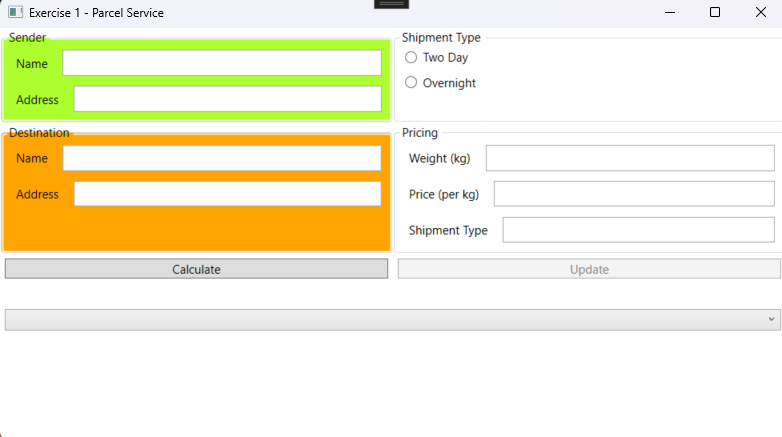 Exercise 1 - Parcel Service
Sender
Name
Address
Shipment Type
Two Day
Overnight
Destination
Name
Address
Pricing
Weight (kg)
Price (per kg)
Shipment Type
Calculate
Update